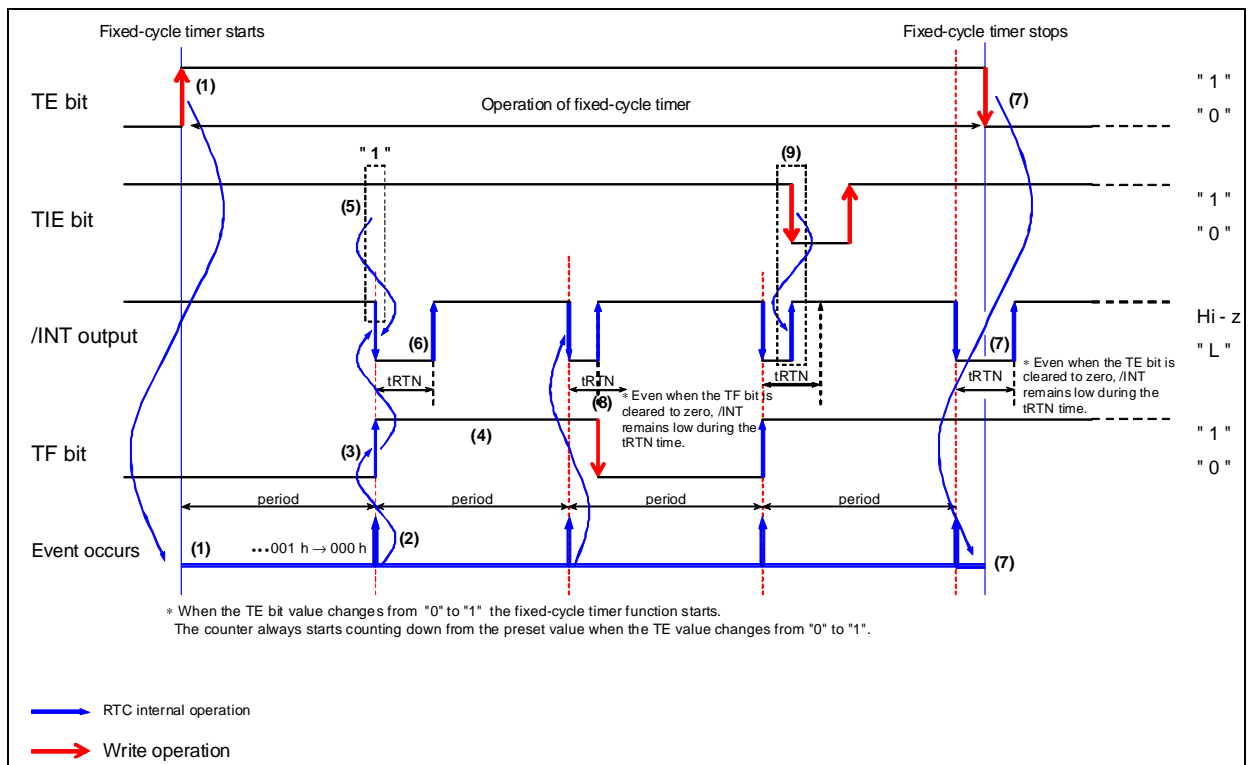 Fixed-cycle timer starts
Fixed-cycle timer stops
TE bit
(1)
Operation of fixed-cycle timer
(7)
" 1 "
" 0 "
" 1 "
(9)
TIE bit
(5)
" 1 "
" 0 "
/INT output
(6)
(7)
Hi - z
" L "
tRTN
tRTN
tRTN
tRTN
(8)
* Even when the TF bit is
cleared to zero, /INT
remains low during the
tRTN time.
* Even when the TE bit is
cleared to zero, /INT
remains low during the
tRTN time.
TF bit
(3)
(4)
" 1 "
" 0 "
period
period
period
period
Event occurs
(1)
•••001 h → 000 h
(2)
(7)
* When the TE bit value changes from "0" to "1" the fixed-cycle timer function starts.
The counter always starts counting down from the preset value when the TE value changes from "0" to "1".
RTC internal operation
Write operation